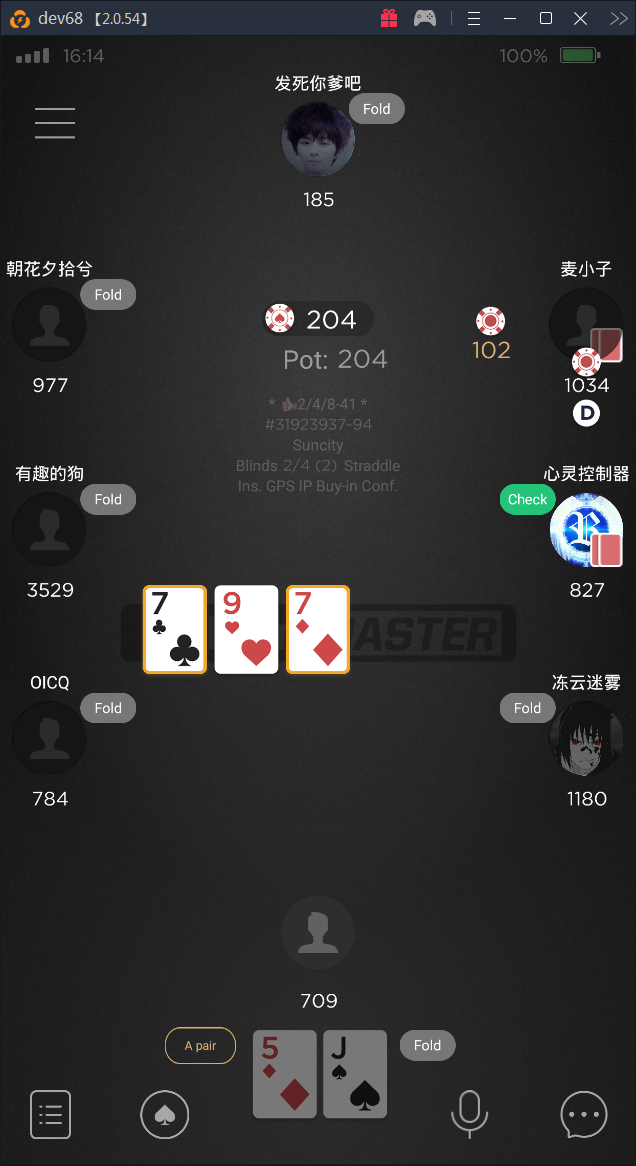 dev68 【2.0.54】
16:14
100%
发死你爹吧
Fold
185
朝花夕拾兮
Fold
977
麦小子
1034
D
204
102
Pot: 204
* 2/4/8-41 *
#31923937-94
Suncity
Blinds 2/4 (2) Straddle
Ins. GPS IP Buy-in Conf.
有趣的狗
Fold
3529
心灵控制器
Check
827
7
9
7
ASTER
OICQ
Fold
784
冻云迷雾
Fold
1180
709
A pair
5
J
Fold